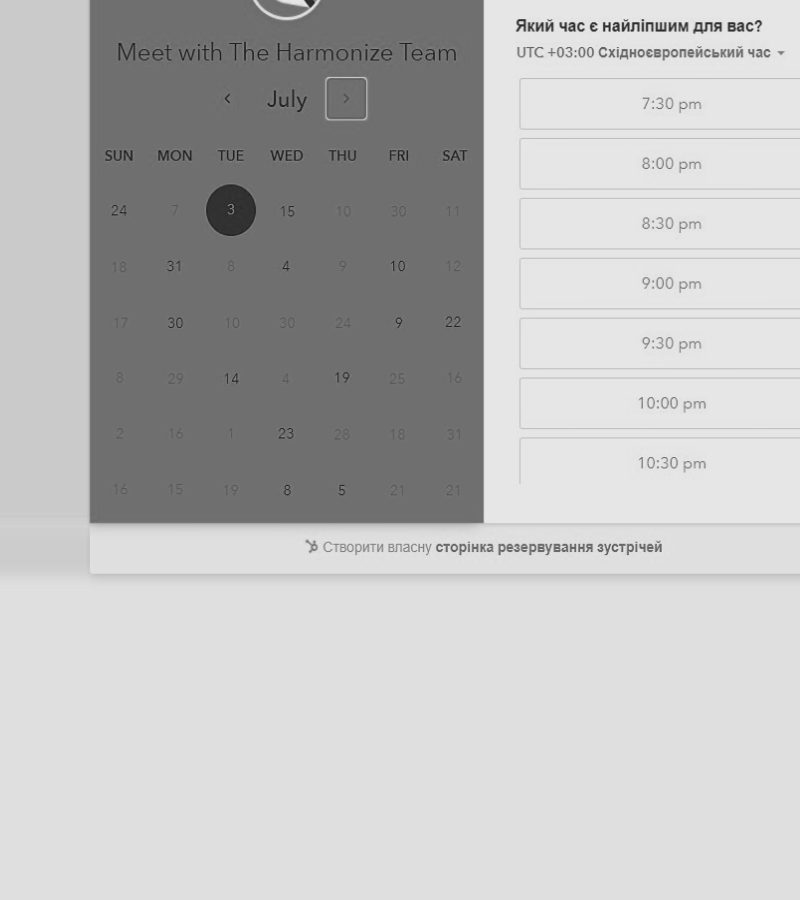 Meet with The Harmonize Team
July
SUN MON TUE WED THU FRI SAT
24 7 3 15 10 30 11
18 31 8 4 9 10 12
17 30 10 30 24 9 22
8 29 14 4 19 25 16
2 16 1 23 28 18 31
16 15 19 8 5 21 21
Який час є найліпшим для вас?
UTC +03:00 Східноєвропейський час
7:30 pm
8:00 pm
8:30 pm
9:00 pm
9:30 pm
10:00 pm
10:30 pm
Створити власну сторінка резервування зустрічей